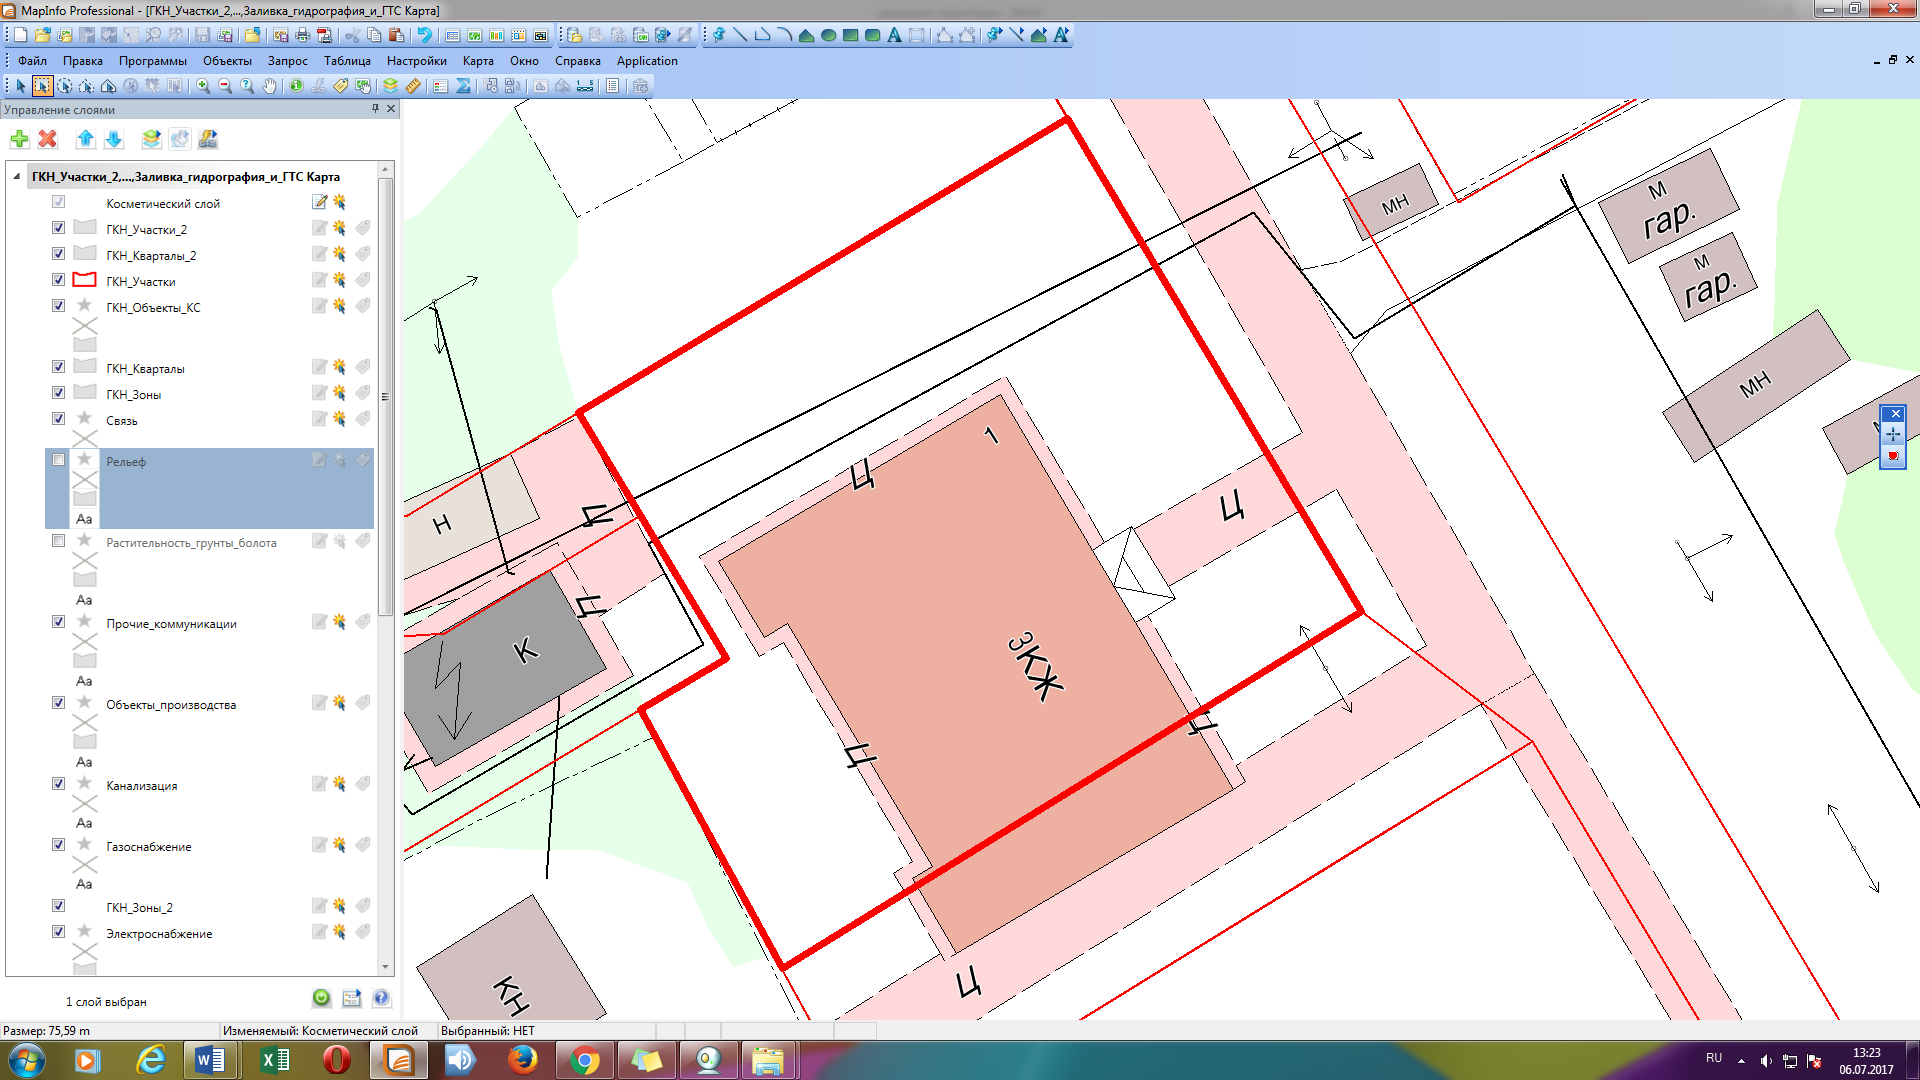 MapInfo Professional - [ГКН_Участки_2,...,Заливка_гидрография_и_ГТС Карта]
Файл Правка Программы Объекты Запрос Таблица Настройки Карта Окно Справка Application
Управление слоями
ГКН_Участки_2,...,Заливка_гидрография_и_ГТС Карта
Косметический слой
ГКН_Участки_2
ГКН_Кварталы_2
ГКН_Участки
ГКН_Объекты_КС
ГКН_Кварталы
ГКН_Зоны
Связь
Рельеф
Aa
Растительность_грунты_болота
Aa
Прочие_коммуникации
Aa
Объекты_производства
Aa
Канализация
Aa
Газоснабжение
Aa
ГКН_Зоны_2
Электроснабжение
1 слой выбран
МН
М
гар.
М
гар.
МН
1
Ц
Ц
Ц
Н
Ц
К
3КЖ
Ц
Ц
Ц
КН
Размер: 75,59 m
Изменяемый: Косметический слой
Выбранный: НЕТ
RU
13:23
06.07.2017